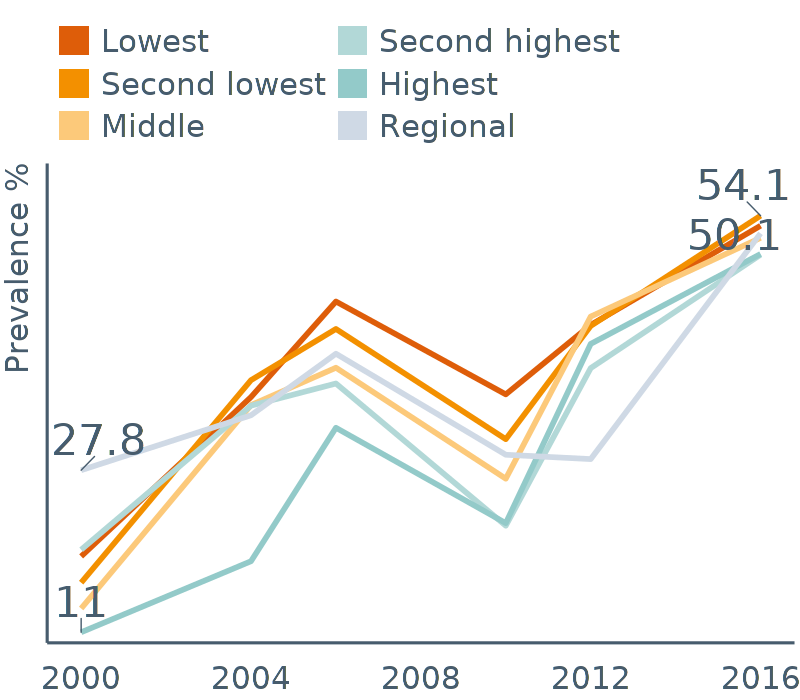 Lowest
Second highest
Second lowest
Highest
Middle
Regional
Prevalence %
54.1
50.1
27.8
11
2000 2004 2008 2012 2016